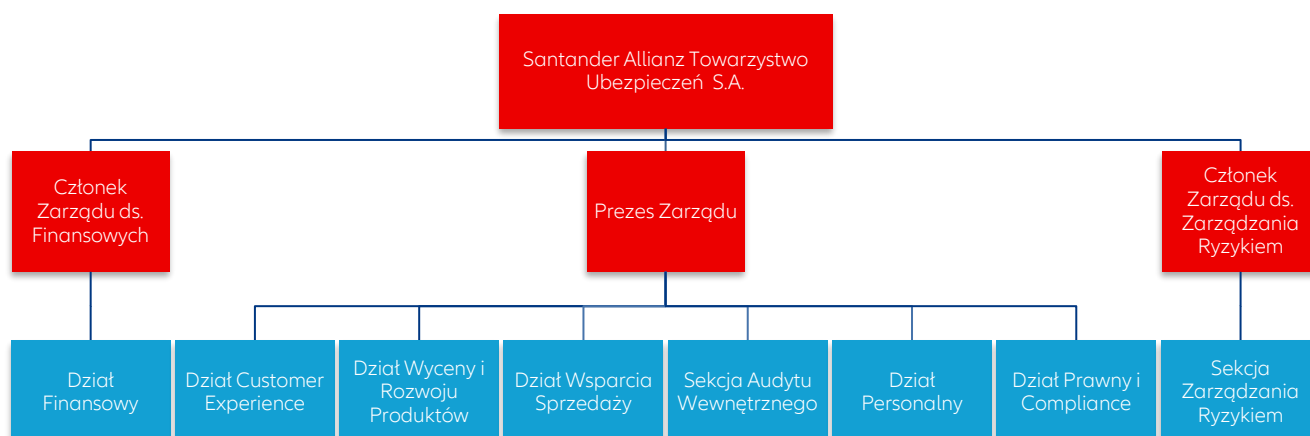 Santander Allianz Towarzystwo
Ubezpieczeń S.A.
Członek
Zarządu ds.
Finansowych
Prezes Zarządu
Członek
Zarządu ds.
Zarządzania
Ryzykiem
Dział
Finansowy
Dział Customer
Experience
Dział Wyceny i
Rozwoju
Produktów
Dział Wsparcia
Sprzedaży
Sekcja Audytu
Wewnętrznego
Dział
Personalny
Dział Prawny i
Compliance
Sekcja
Zarządzania
Ryzykiem